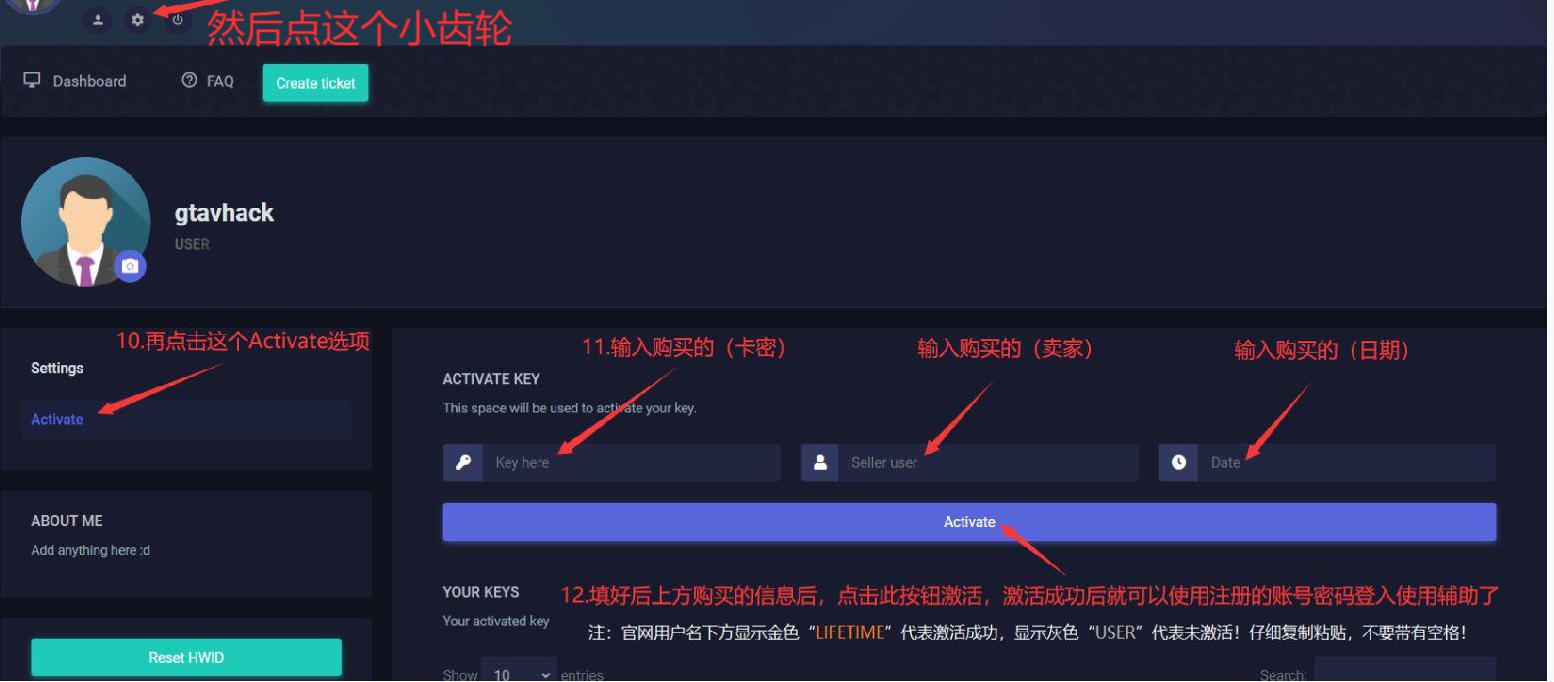 然后点这个小齿轮
Dashboard
FAQ
Create ticket
gtavhack
USER
10.再点击这个Activate选项
Settings
Activate
ABOUT ME
Add anything here :d
Reset HWID
11.输入购买的（卡密）
输入购买的（卖家）
输入购买的（日期）
ACTIVATE KEY
This space will be used to activate your key.
Key here
Seller user
Date
Activate
YOUR KEYS
12.填好后上方购买的信息后，点击此按钮激活，激活成功后就可以使用注册的账号密码登入使用辅助了
Your activated key
注：官网用户名下方显示金色“LIFETIME”代表激活成功，显示灰色“USER”代表未激活！仔细复制粘贴，不要带有空格！
Show 10 entries
Search: